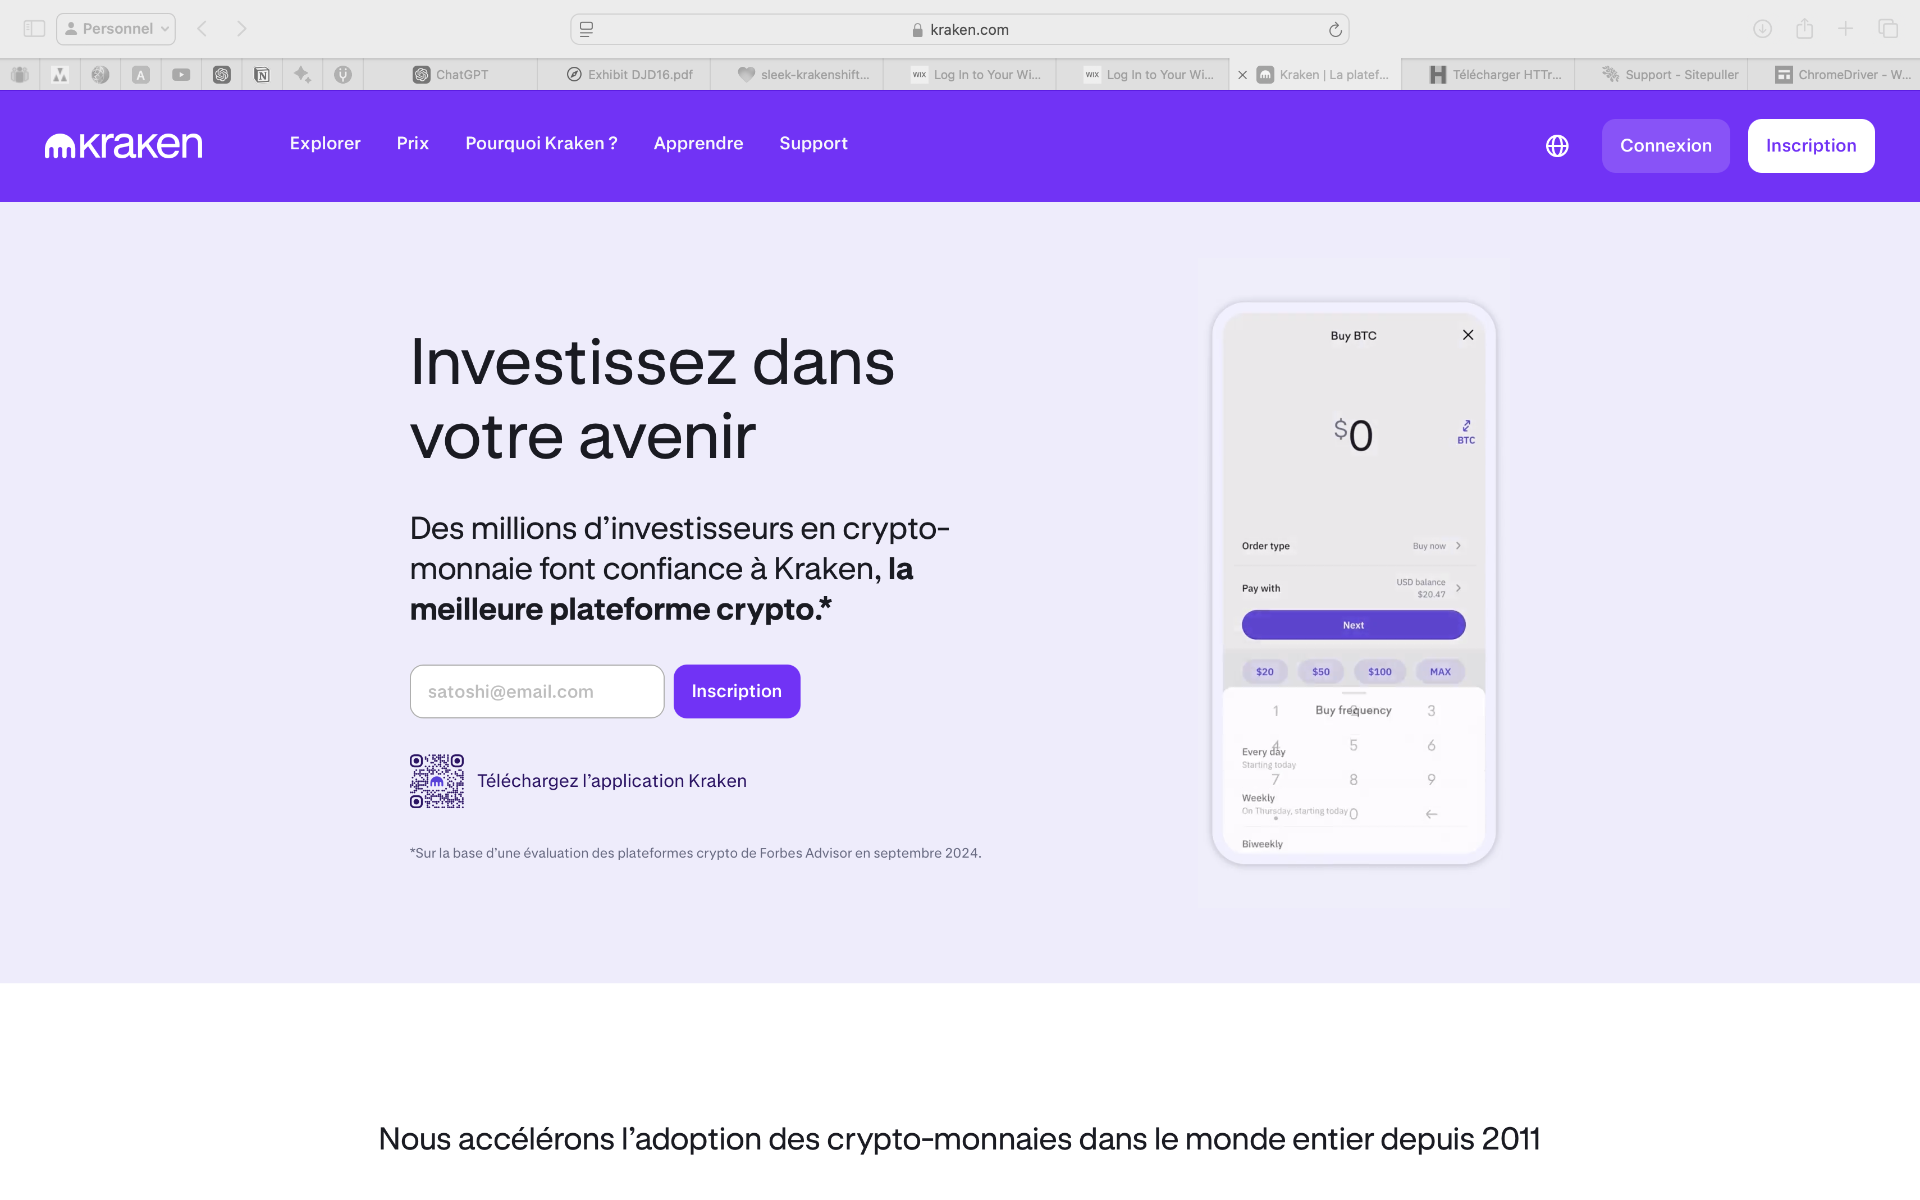 Personnel
kraken.com
ChatGPT
Exhibit DJD16.pdf
sleek-krakenshift...
WIX Log In to Your Wi...
WIX Log In to Your Wi...
Kraken | La platef...
Télécharger HTTr...
Support - Sitepuller
ChromeDriver - W...
kraken
Explorer
Prix
Pourquoi Kraken ?
Apprendre
Support
Connexion
Inscription
Investissez dans
votre avenir
Des millions d’investisseurs en crypto-
monnaie font confiance à Kraken, la
meilleure plateforme crypto.*
satoshi@email.com
Inscription
Téléchargez l’application Kraken
*Sur la base d’une évaluation des plateformes crypto de Forbes Advisor en septembre 2024.
Buy BTC
$0
BTC
Order type
Buy now
Pay with
USD balance
$20.47
Next
$20 $50 $100 MAX
Buy frequency
1 2 3
Every day
Starting today
4 5 6
7 8 9
Weekly
On Thursday, starting today
. 0
Biweekly
Nous accélérons l’adoption des crypto-monnaies dans le monde entier depuis 2011